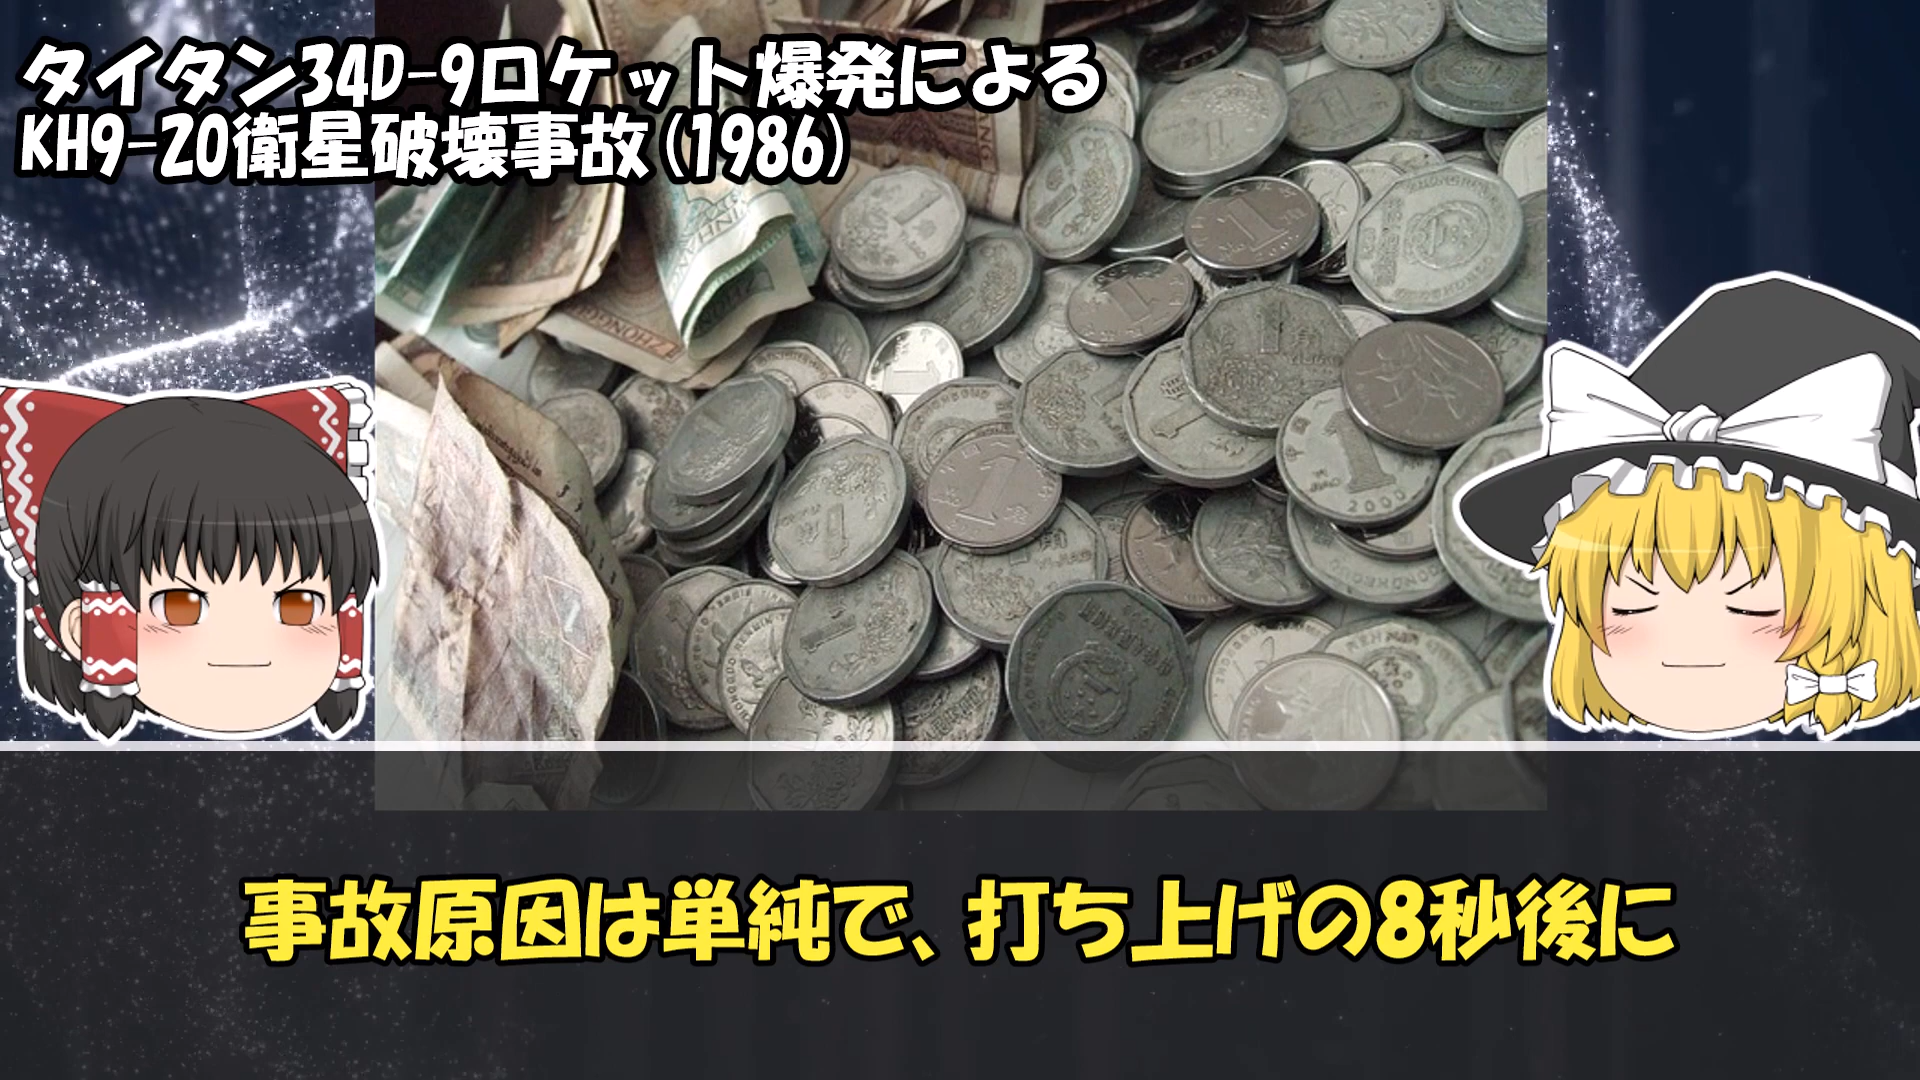 タイタン34D-9ロケット爆発による
KH9-20衛星破壊事故(1986)
事故原因は単純で、打ち上げの8秒後に